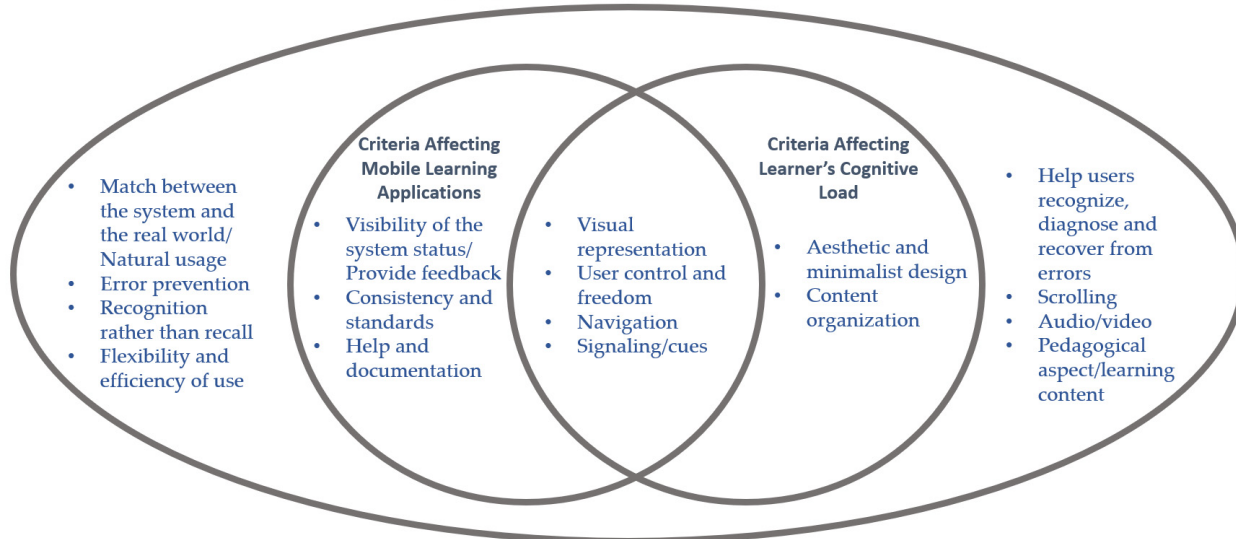 • Match between
the system and
the real world/
Natural usage
• Error prevention
• Recognition
rather than recall
• Flexibility and
efficiency of use
Criteria Affecting
Mobile Learning
Applications
• Visibility of the
system status/
Provide feedback
• Consistency and
standards
• Help and
documentation
• Visual
representation
• User control and
freedom
• Navigation
• Signaling/cues
Criteria Affecting
Learner’s Cognitive
Load
• Aesthetic and
minimalist design
• Content
organization
• Help users
recognize,
diagnose and
recover from
errors
• Scrolling
• Audio/video
• Pedagogical
aspect/learning
content